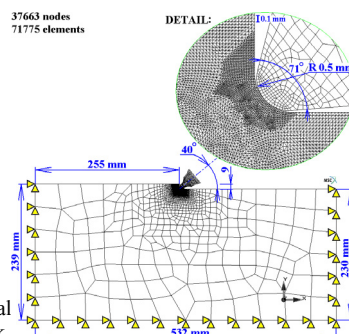 37663 nodes
71775 elements
DETAIL:
0.1 mm
71°
R 0.5 mm
40°
9
255 mm
239 mm
230 mm
Y
X
532 mm
al